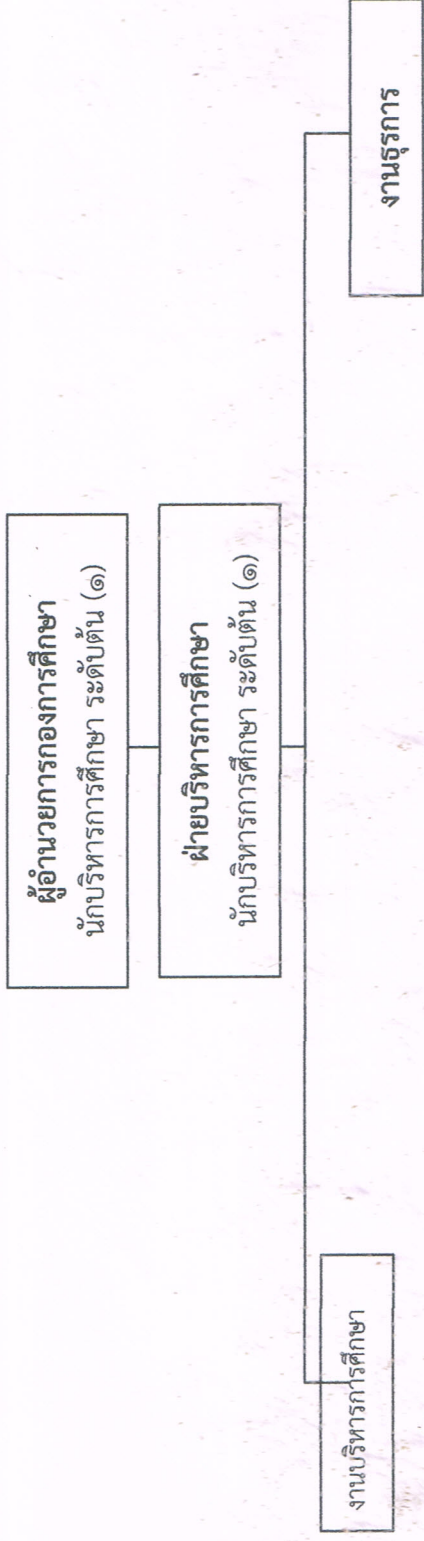 ผู้อำนวยการกองการศึกษา
นักบริหารการศึกษา ระดับต้น (๑)
ฝ่ายบริหารการศึกษา
นักบริหารการศึกษา ระดับต้น (๑)
งานบริหารการศึกษา
งานธุรการ